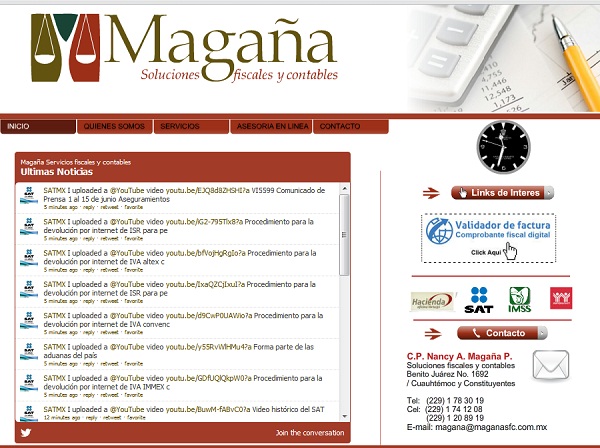 Magaña
Soluciones fiscales y contables
INICIO
QUIENES SOMOS
SERVICIOS
ASESORIA EN LINEA
CONTACTO
Magaña Servicios fiscales y contables
Ultimas Noticias
SATMX I uploaded a @YouTube video youtu.be/EJQ8d8ZHSHI?a VI5599 Comunicado de
Prensa 1 al 15 de junio Aseguramientos
5 minutes ago · reply · retweet · favorite
SATMX I uploaded a @YouTube video youtu.be/iG2-795Tlx8?a Procedimiento para la
devolución por internet de ISR para pe
5 minutes ago · reply · retweet · favorite
SATMX I uploaded a @YouTube video youtu.be/bfVojHgRgIo?a Procedimiento para la
devolución por internet de IVA altex c
5 minutes ago · reply · retweet · favorite
SATMX I uploaded a @YouTube video youtu.be/IxaQZCjIxuI?a Procedimiento para la
devolución por internet de ISR para pe
5 minutes ago · reply · retweet · favorite
SATMX I uploaded a @YouTube video youtu.be/d9CwP0UAWio?a Procedimiento para la
devolución por internet de IVA convenc
5 minutes ago · reply · retweet · favorite
SATMX I uploaded a @YouTube video youtu.be/y55RvWlHMu4?a Forma parte de las
aduanas del país
5 minutes ago · reply · retweet · favorite
SATMX I uploaded a @YouTube video youtu.be/GDfUQlQkpW0?a Procedimiento para la
devolución por internet de IVA IMMEX c
5 minutes ago · reply · retweet · favorite
SATMX I uploaded a @YouTube video youtu.be/BuwM-fABvC0?a Video histórico del SAT
12 minutes ago · reply · retweet · favorite
Join the conversation
Links de Interes
Validador de factura
Comprobante fiscal digital
Click Aqui
Hacienda
SAT
IMSS
Contacto
C.P. Nancy A. Magaña P.
Soluciones fiscales y contables
Benito Juárez No. 1692
/ Cuauhtémoc y Constituyentes
Tel: (229) 1 78 30 19
Cel: (229) 1 74 12 08
(229) 1 20 89 19
E-mail: magana@maganasfc.com.mx